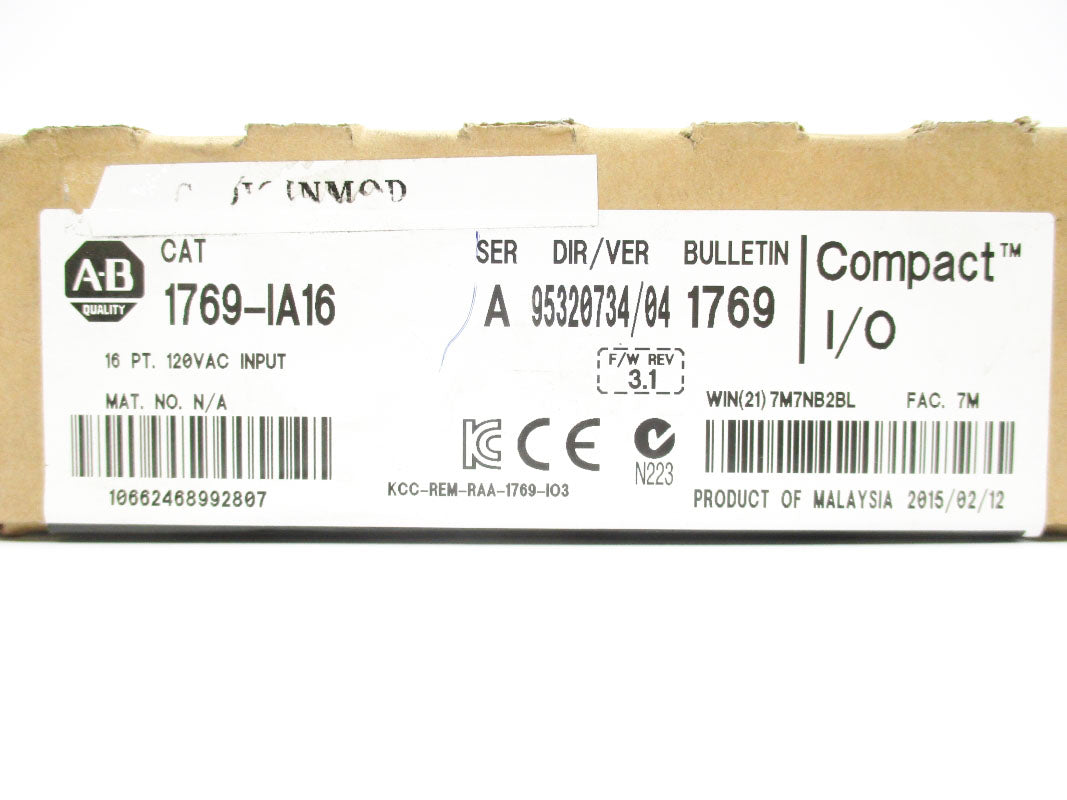 INMOD
A-B
QUALITY
CAT
1769-IA16
16 PT. 120VAC INPUT
MAT. NO. N/A
10662468992807
SER DIR/VER BULLETIN
A 95320734/04 1769
F/W REV
3.1
Compact™
I/O
KCC-REM-RAA-1769-IO3
CE
N223
WIN(21) 7M7NB2BL FAC. 7M
PRODUCT OF MALAYSIA 2015/02/12